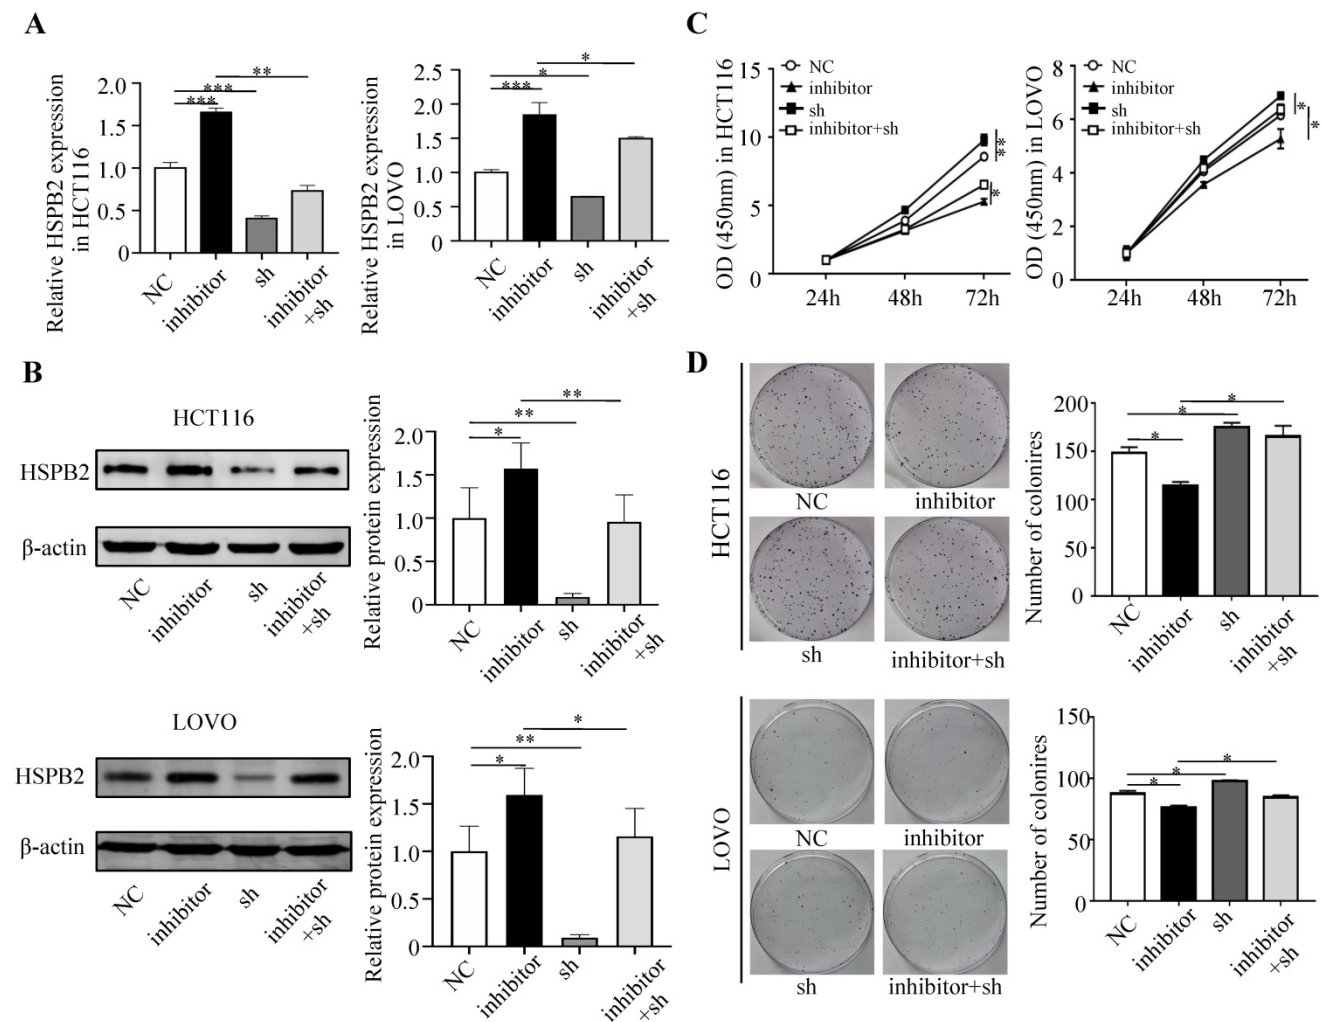 A
Relative HSPB2 expression
in HCT116
2.0
1.5
1.0
0.5
0
***
***
**
NC
inhibitor
sh
inhibitor
+sh
Relative HSPB2 expression
in LOVO
2.5
2.0
1.5
1.0
0.5
0
***
*
*
NC
inhibitor
sh
inhibitor
+sh
C
OD (450nm) in HCT116
15
10
5
0
NC
inhibitor
sh
inhibitor+sh
**
*
24h
48h
72h
OD (450nm) in LOVO
8
6
4
2
0
NC
inhibitor
sh
inhibitor+sh
*
*
24h
48h
72h
B
HCT116
HSPB2
β-actin
NC
inhibitor
sh
inhibitor
+sh
Relative protein expression
2.0
1.5
1.0
0.5
0
*
**
**
NC
inhibitor
sh
inhibitor
+sh
LOVO
HSPB2
β-actin
NC
inhibitor
sh
inhibitor
+sh
Relative protein expression
2.0
1.5
1.0
0.5
0
*
**
*
NC
inhibitor
sh
inhibitor
+sh
D
HCT116
NC
inhibitor
sh
inhibitor+sh
Number of colonires
200
150
100
50
0
*
*
*
NC
inhibitor
sh
inhibitor
+sh
LOVO
NC
inhibitor
sh
inhibitor+sh
Number of colonires
150
100
50
0
*
*
*
NC
inhibitor
sh
inhibitor
+sh